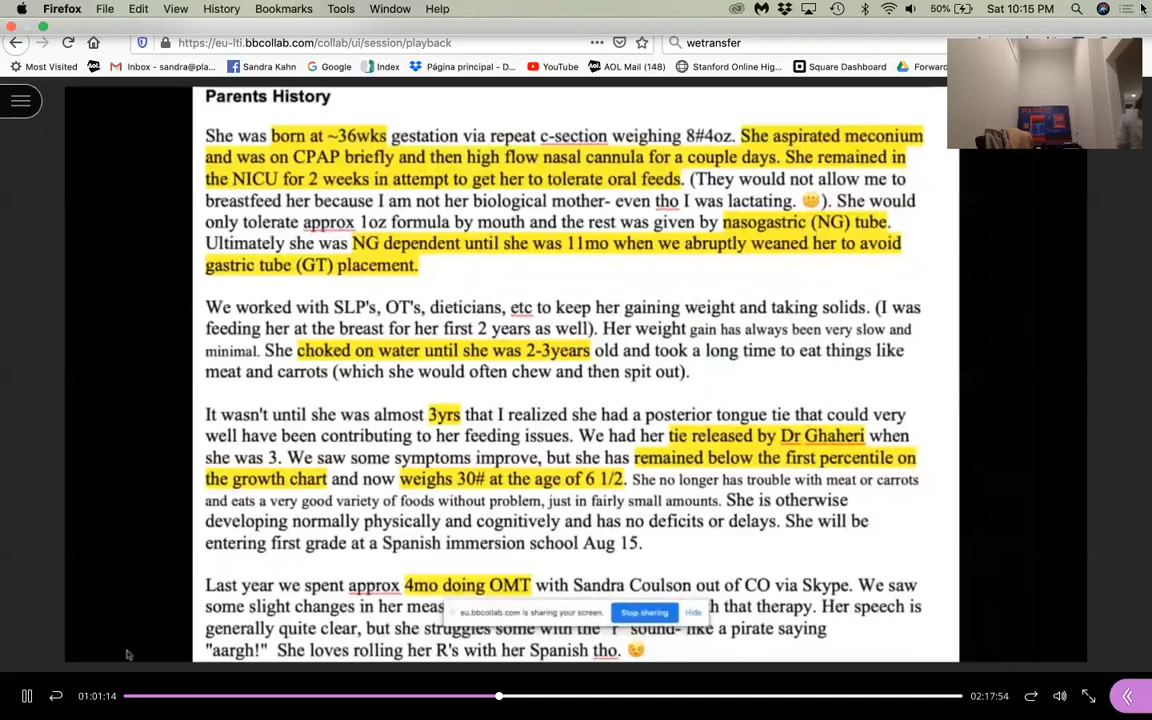 Firefox File Edit View History Bookmarks Tools Window Help 50% Sat 10:15 PM
https://eu-lti.bbcollab.com/collab/ui/session/playback wetransfer
Most Visited Inbox - sandra@pla... Sandra Kahn Google Index Página principal - D... YouTube AOL Mail (148) Stanford Online Hig... Square Dashboard Forward
Parents History
She was born at ~36wks gestation via repeat c-section weighing 8#4oz. She aspirated meconium
and was on CPAP briefly and then high flow nasal cannula for a couple days. She remained in
the NICU for 2 weeks in attempt to get her to tolerate oral feeds. (They would not allow me to
breastfeed her because I am not her biological mother- even tho I was lactating. 🙁). She would
only tolerate approx 1oz formula by mouth and the rest was given by nasogastric (NG) tube.
Ultimately she was NG dependent until she was 11mo when we abruptly weaned her to avoid
gastric tube (GT) placement.
We worked with SLP's, OT's, dieticians, etc to keep her gaining weight and taking solids. (I was
feeding her at the breast for her first 2 years as well). Her weight gain has always been very slow and
minimal. She choked on water until she was 2-3years old and took a long time to eat things like
meat and carrots (which she would often chew and then spit out).
It wasn't until she was almost 3yrs that I realized she had a posterior tongue tie that could very
well have been contributing to her feeding issues. We had her tie released by Dr Ghaheri when
she was 3. We saw some symptoms improve, but she has remained below the first percentile on
the growth chart and now weighs 30# at the age of 6 1/2. She no longer has trouble with meat or carrots
and eats a very good variety of foods without problem, just in fairly small amounts. She is otherwise
developing normally physically and cognitively and has no deficits or delays. She will be
entering first grade at a Spanish immersion school Aug 15.
Last year we spent approx 4mo doing OMT with Sandra Coulson out of CO via Skype. We saw
some slight changes in her meas h that therapy. Her speech is
eu.bbcollab.com is sharing your screen. Stop sharing Hide
generally quite clear, but she struggles some with the "r" sound- like a pirate saying
"aargh!" She loves rolling her R's with her Spanish tho. 😉
01:01:14 02:17:54